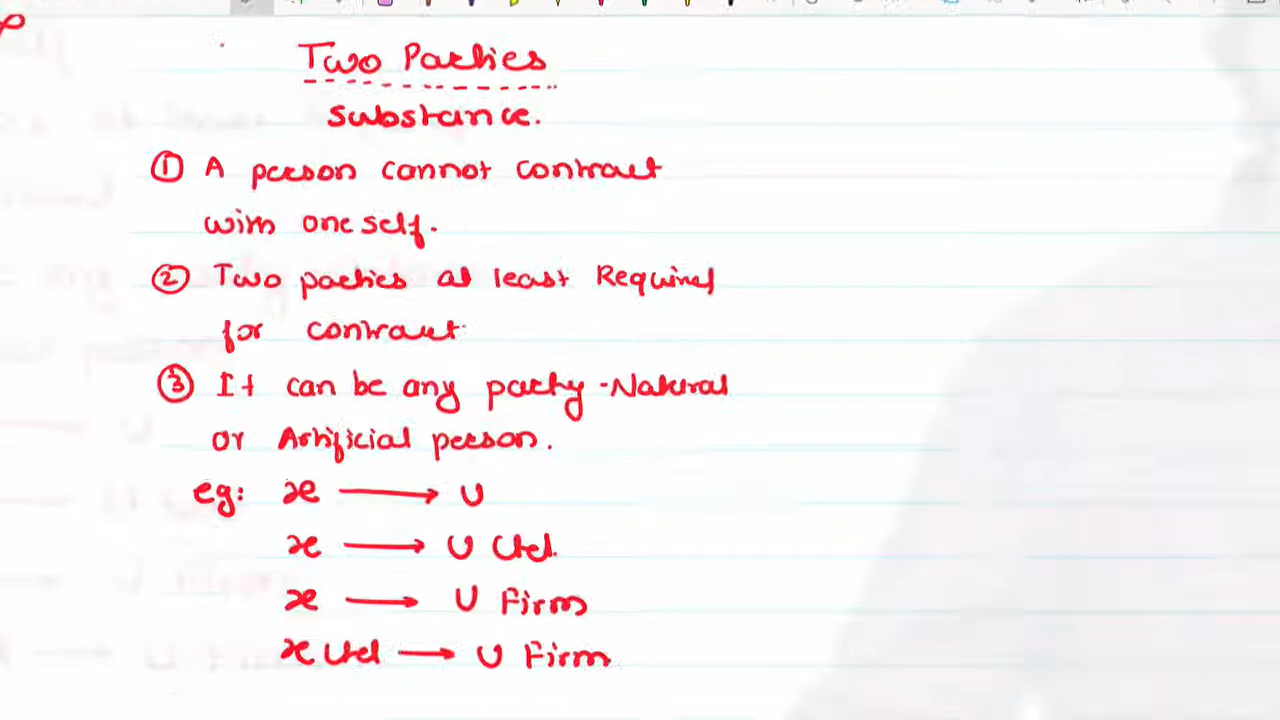 Two Parties
Substance.
① A person cannot contract
with oneself.
② Two parties at least Required
for contract
③ It can be any party - Natural
or Artificial person.
eg: x → U
x → U Ltd.
x → U Firm
x Ltd → U Firm